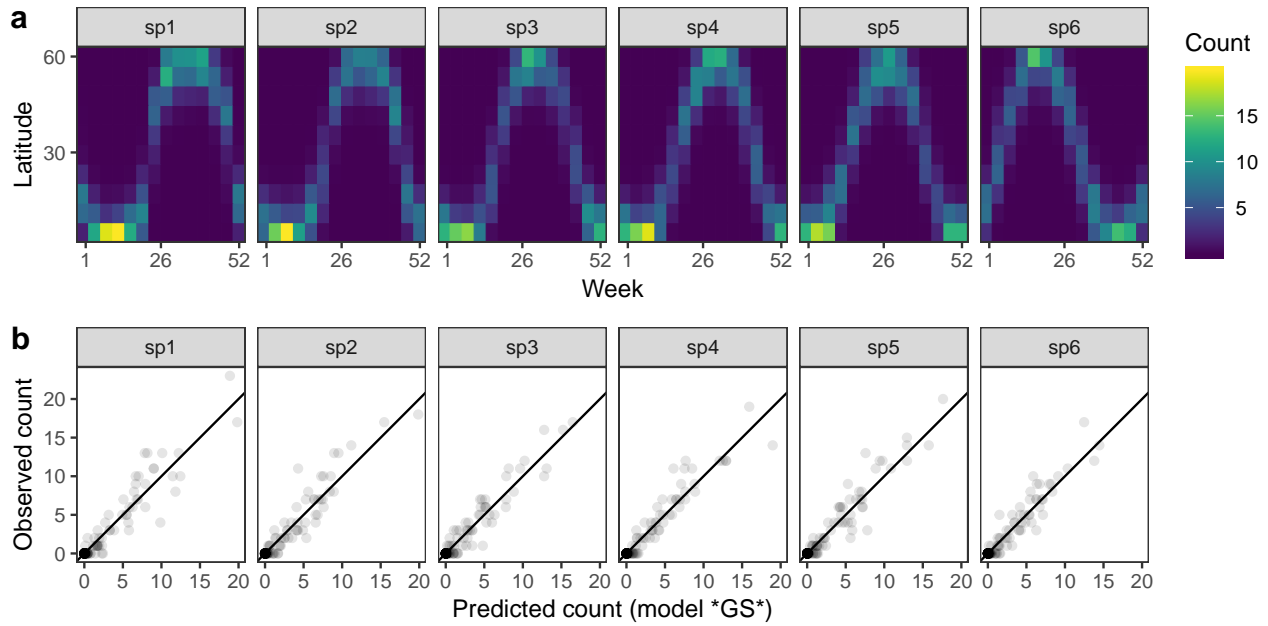 a
sp1 sp2 sp3 sp4 sp5 sp6
Count
60
30
15
10
5
Latitude
1 26 52 1 26 52 1 26 52 1 26 52 1 26 52 1 26 52
Week
b
sp1 sp2 sp3 sp4 sp5 sp6
Observed count
20
15
10
5
0
0 5 10 15 20 0 5 10 15 20 0 5 10 15 20 0 5 10 15 20 0 5 10 15 20 0 5 10 15 20
Predicted count (model *GS*)